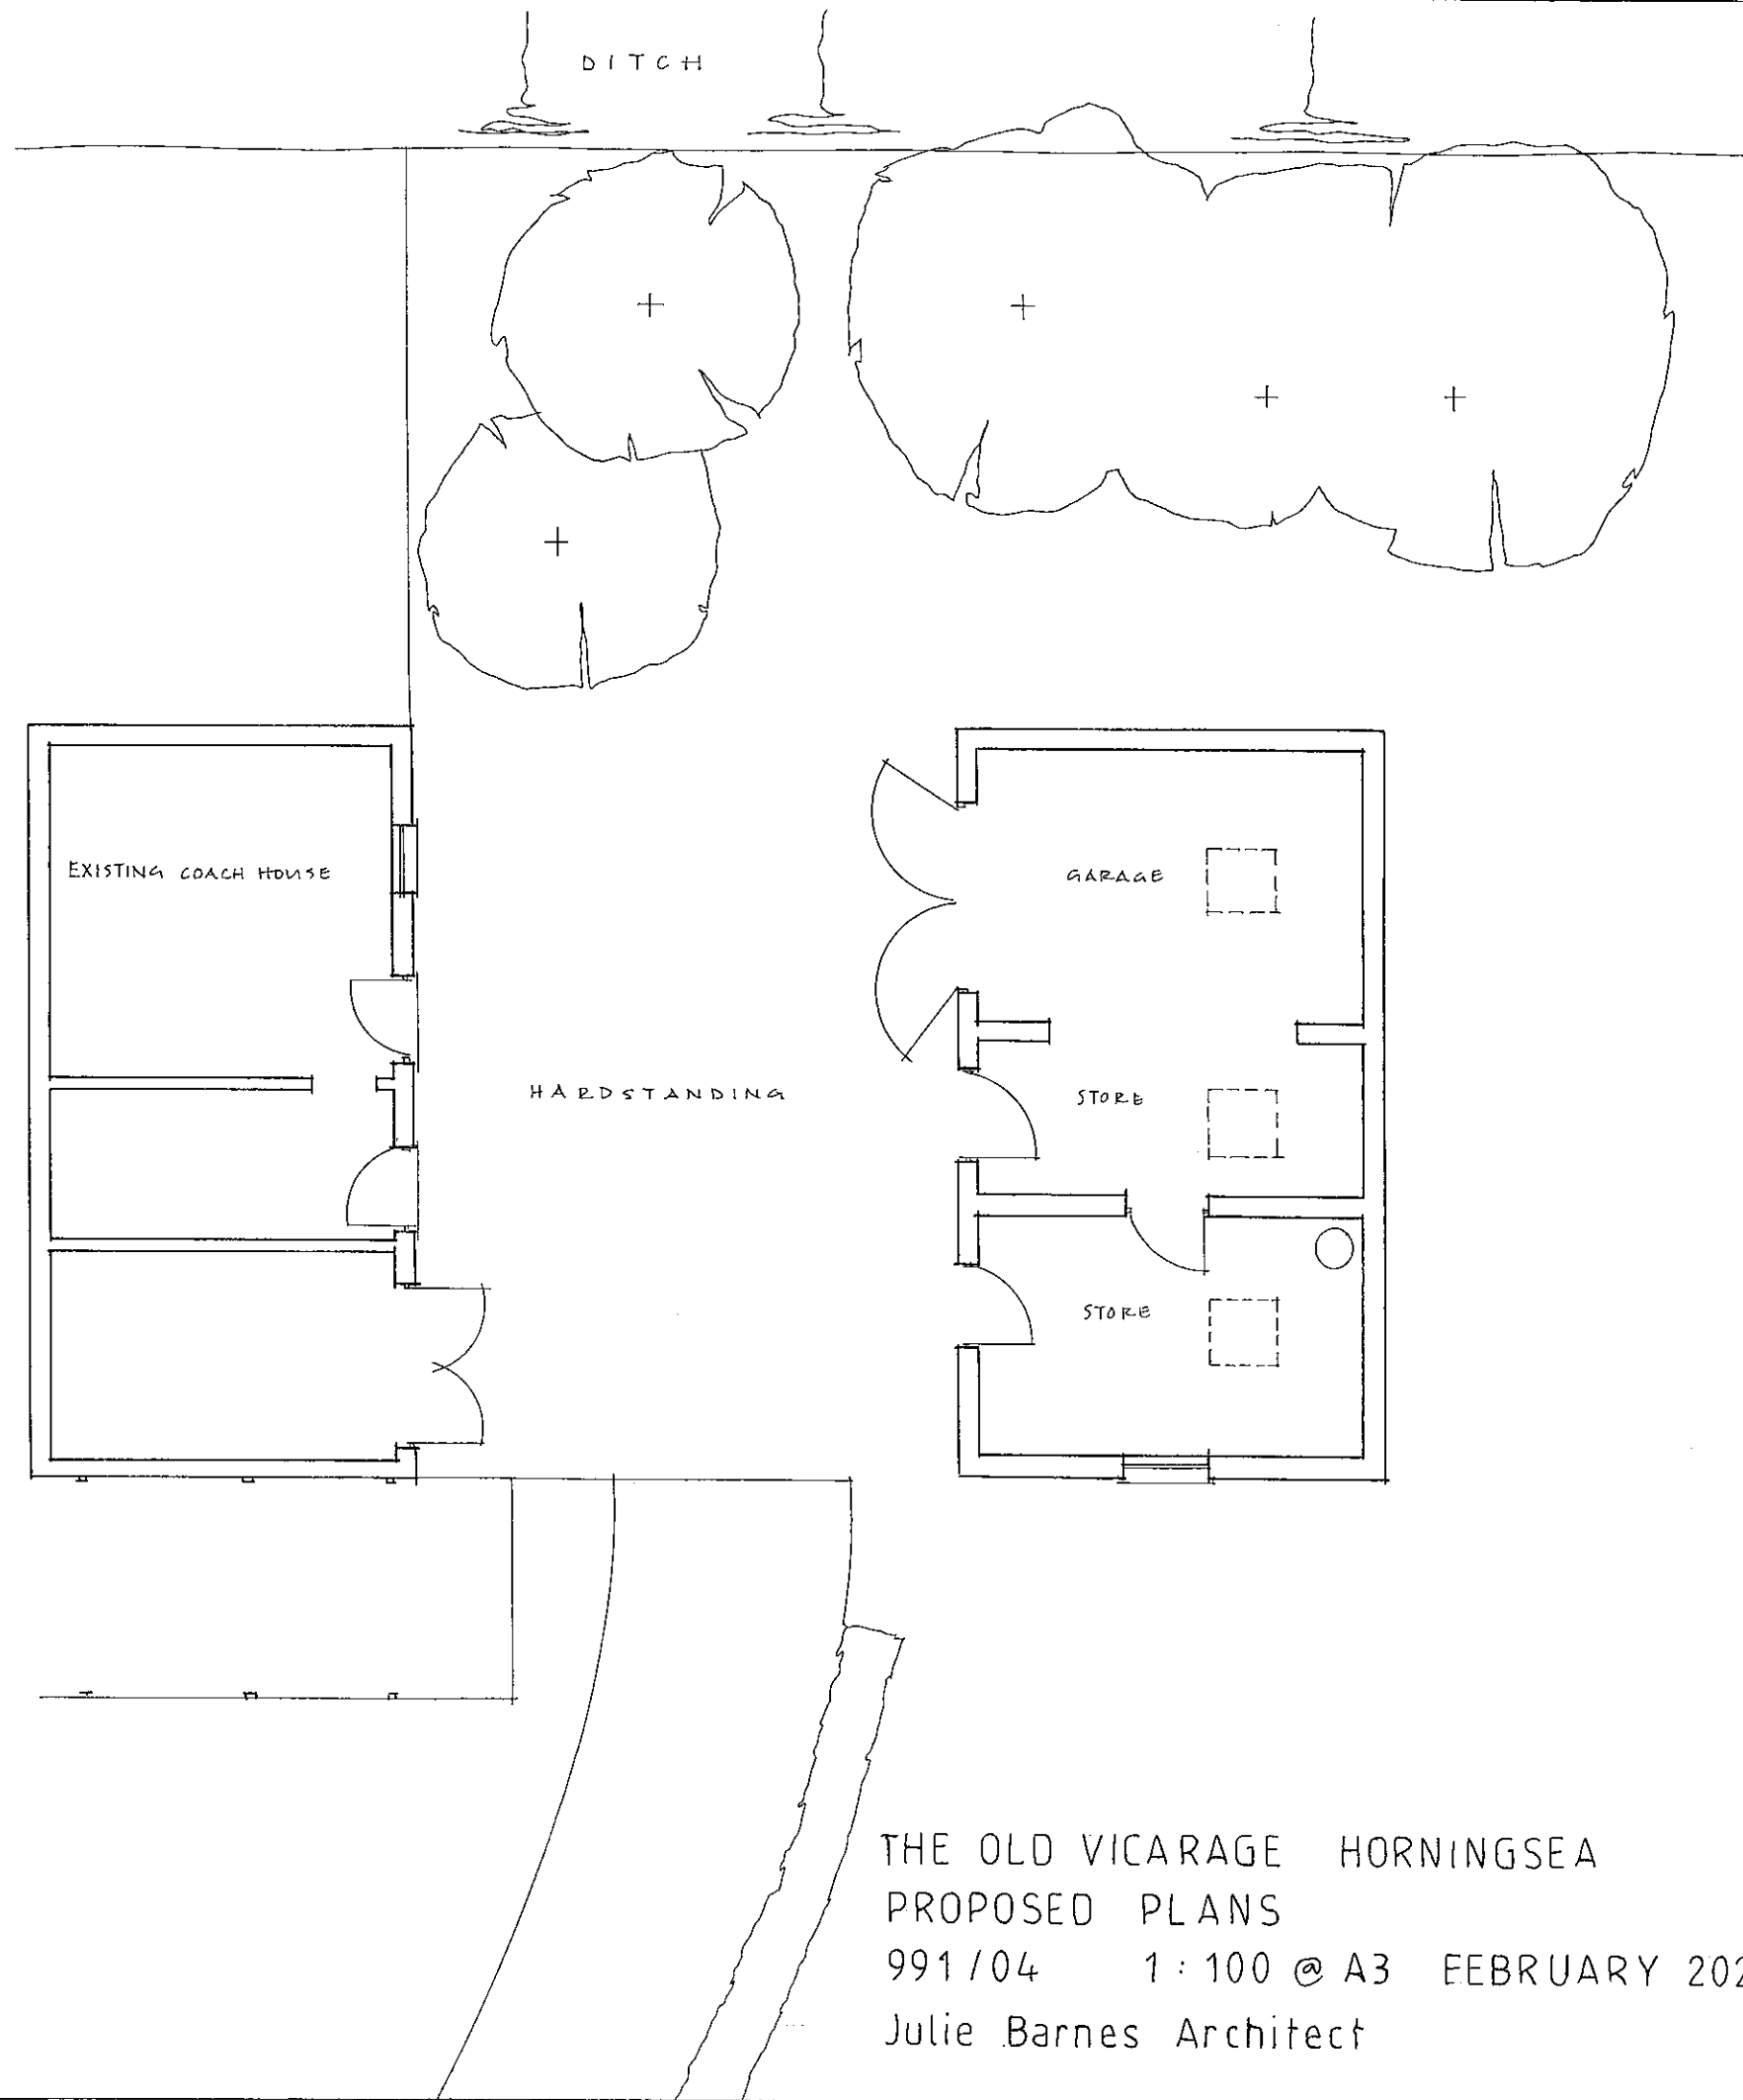 DITCH
EXISTING COACH HOUSE
GARAGE
HARDSTANDING
STORE
STORE
THE OLD VICARAGE HORNINGSEA
PROPOSED PLANS
991/04 1:100 @ A3 FEBRUARY 202
Julie Barnes Architect